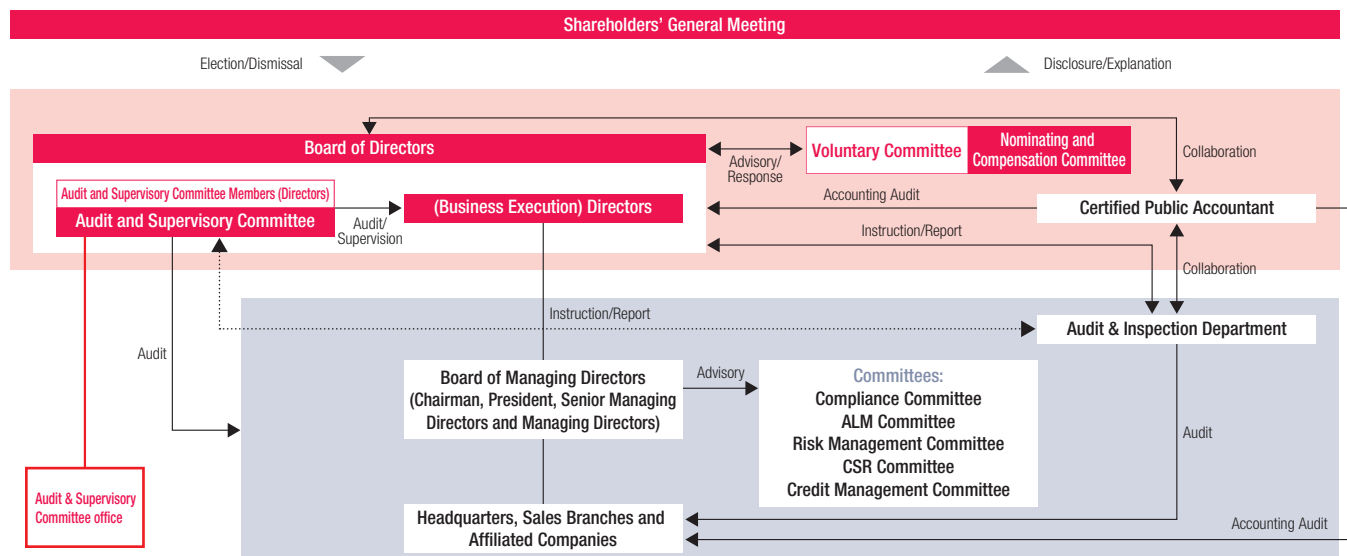 Shareholders' General Meeting
Election/Dismissal
Disclosure/Explanation
Board of Directors
Voluntary Committee
Nominating and
Compensation Committee
Advisory/
Response
Collaboration
Audit and Supervisory Committee Members (Directors)
Audit and Supervisory Committee
Audit/
Supervision
(Business Execution) Directors
Accounting Audit
Certified Public Accountant
Instruction/Report
Collaboration
Instruction/Report
Audit & Inspection Department
Audit
Board of Managing Directors
(Chairman, President, Senior Managing
Directors and Managing Directors)
Advisory
Committees:
Compliance Committee
ALM Committee
Risk Management Committee
CSR Committee
Credit Management Committee
Audit
Audit & Supervisory
Committee office
Headquarters, Sales Branches and
Affiliated Companies
Accounting Audit